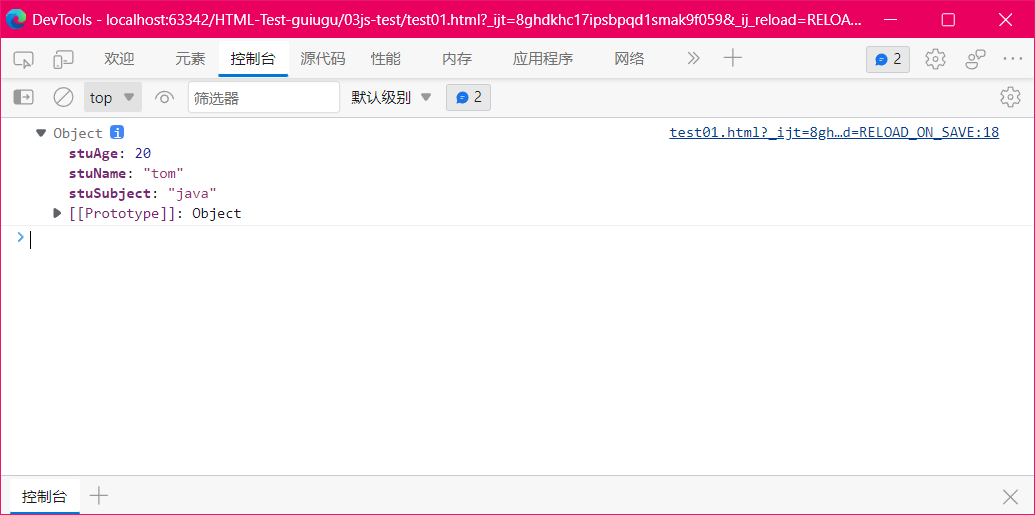 DevTools - localhost:63342/HTML-Test-guiugu/03js-test/test01.html?_ijt=8ghdkhc17ipsbpqd1smak9f059&_ij_reload=RELOA...
欢迎 元素 控制台 源代码 性能 内存 应用程序 网络 2
top 筛选器 默认级别 2
Object i test01.html?_ijt=8gh…d=RELOAD_ON_SAVE:18
stuAge: 20
stuName: "tom"
stuSubject: "java"
[[Prototype]]: Object
控制台